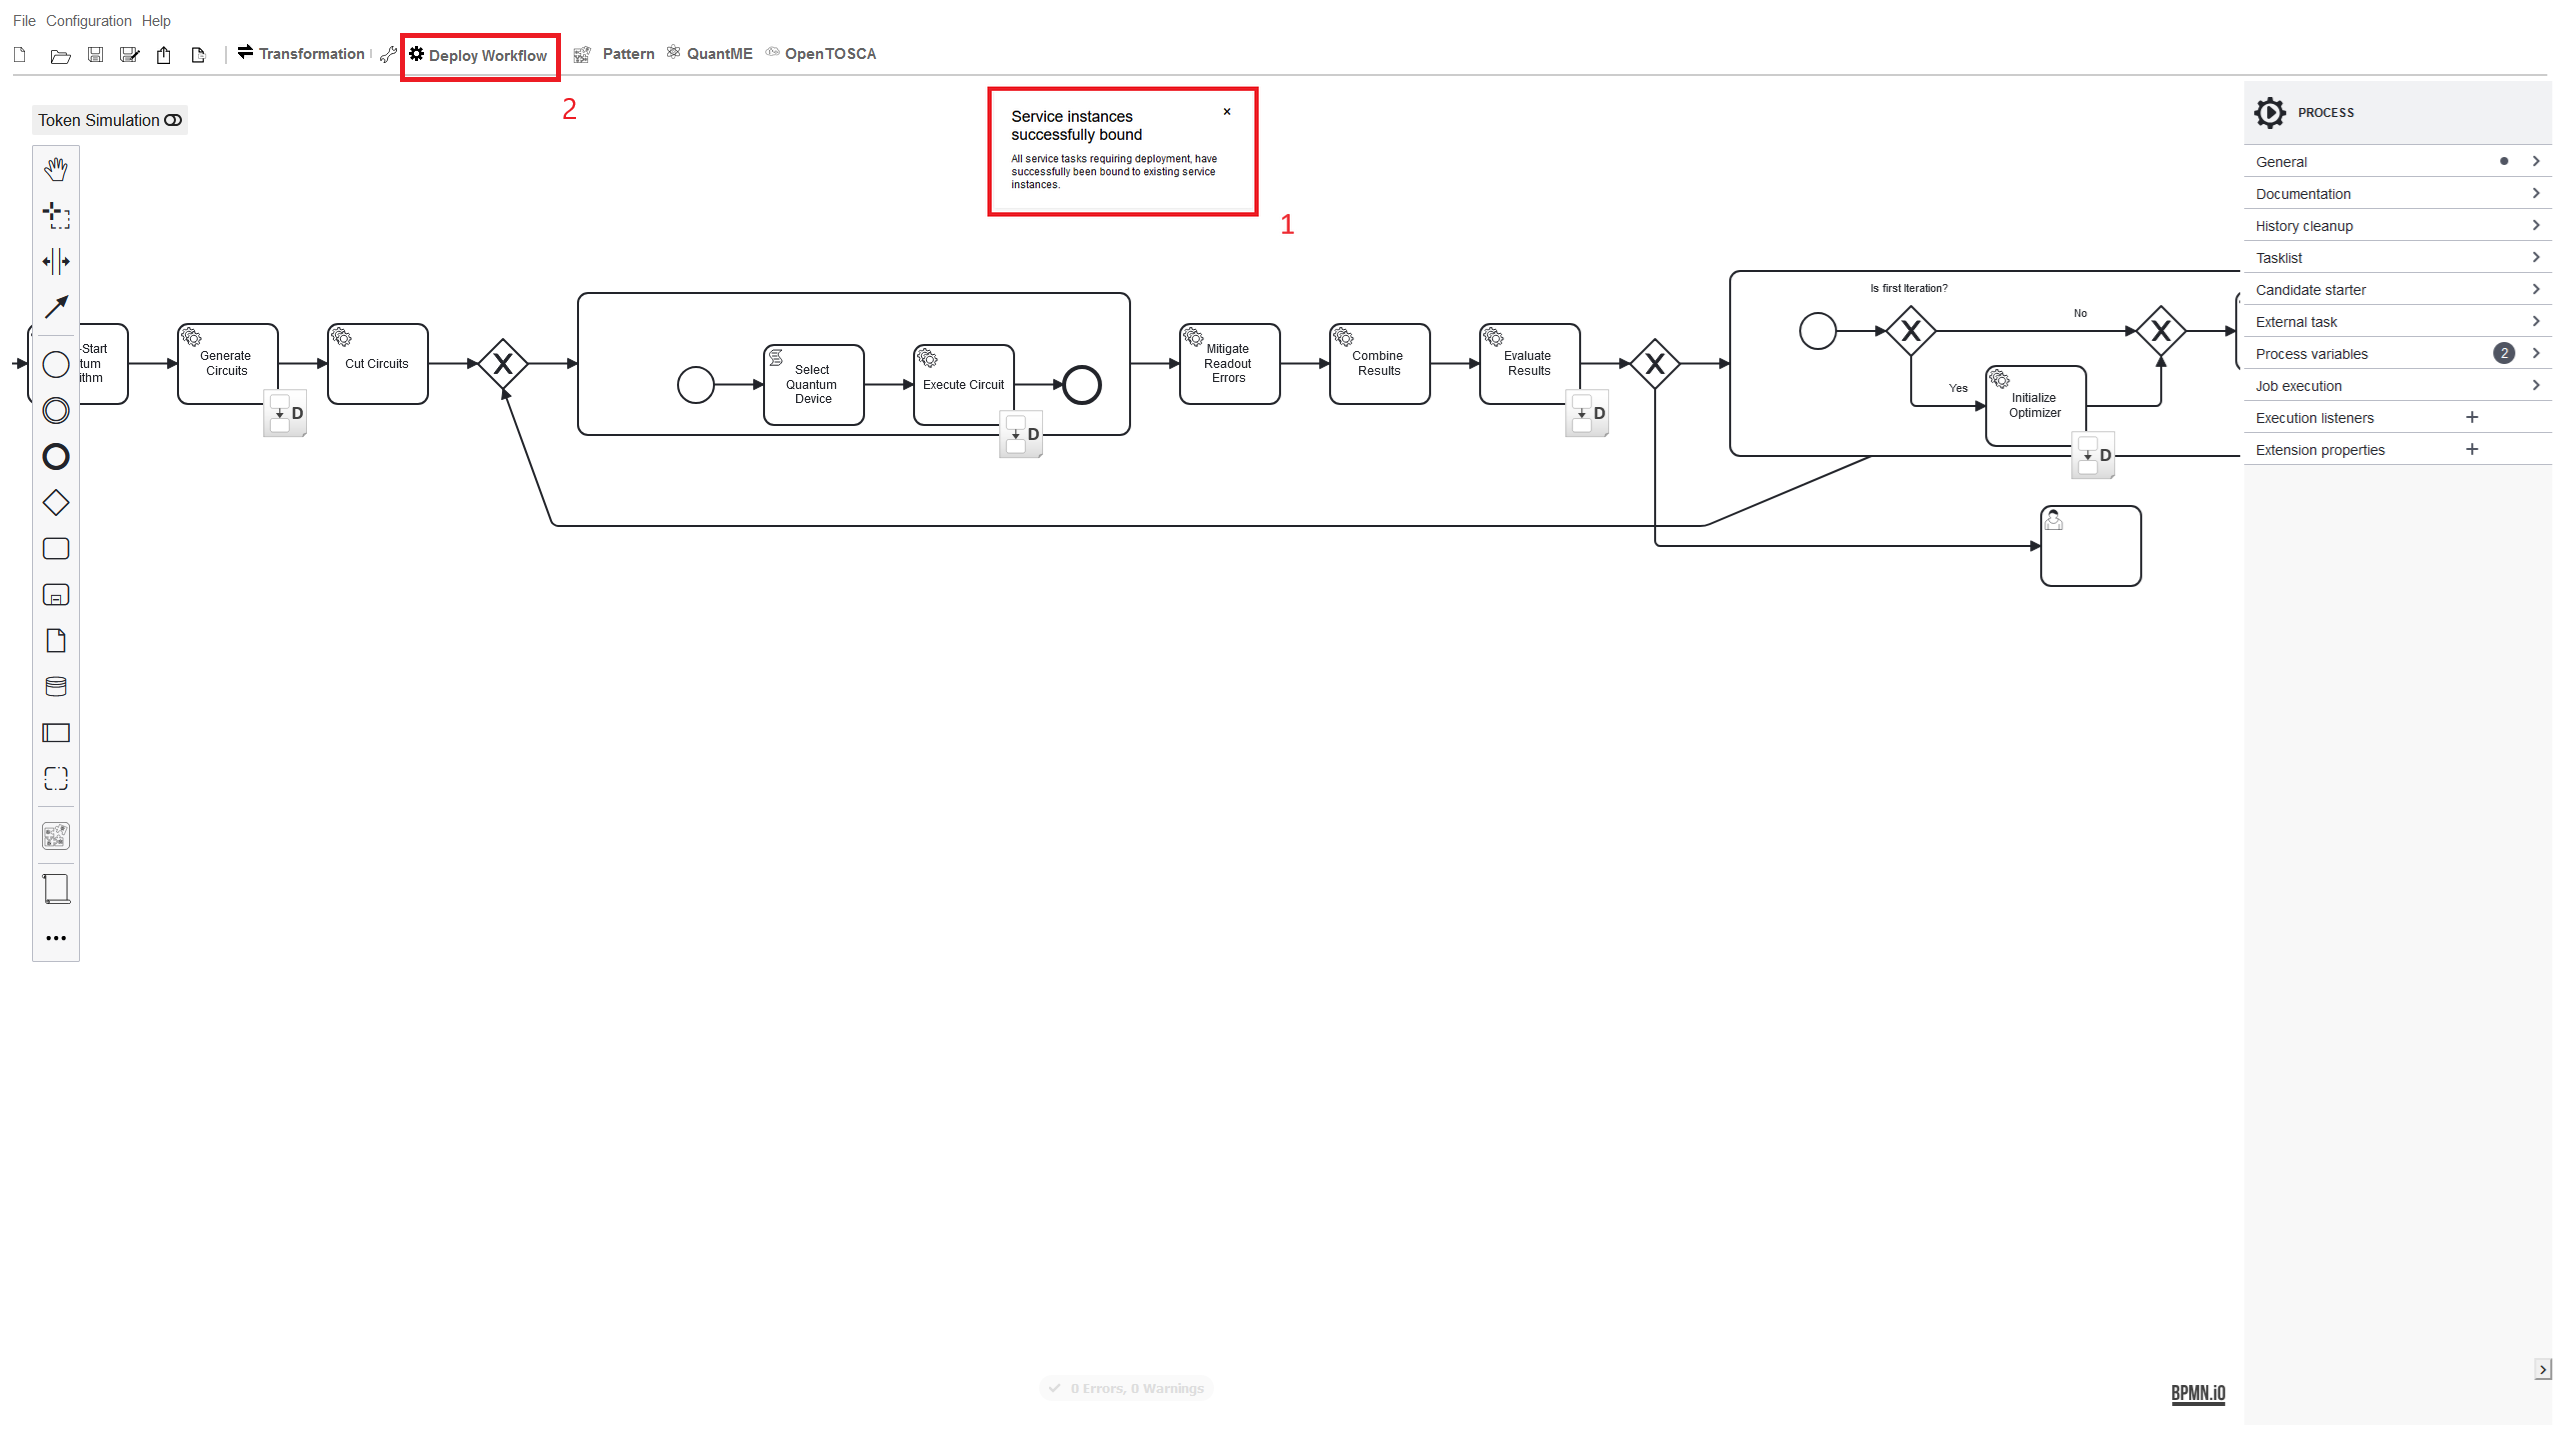 File Configuration Help
Transformation Deploy Workflow Pattern QuantME OpenTOSCA
2
Token Simulation
Service instances
successfully bound
×
All service tasks requiring deployment, have
successfully been bound to existing service
instances.
1
PROCESS
General
Documentation
History cleanup
Tasklist
Candidate starter
External task
Process variables 2
Job execution
Execution listeners
Extension properties
-Start
tum
ithm
Generate
Circuits
D
Cut Circuits
X
Select
Quantum
Device
Execute Circuit
D
Mitigate
Readout
Errors
Combine
Results
Evaluate
Results
D
X
Is first Iteration?
X
No
X
Yes
Initialize
Optimizer
D
0 Errors, 0 Warnings
BPMN.iO